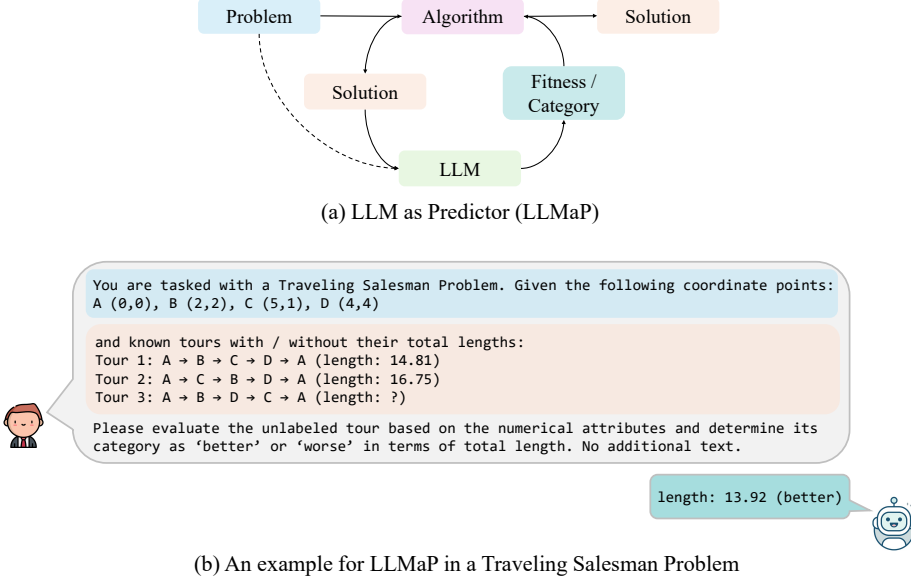 Problem
Algorithm
Solution
Solution
Fitness /
Category
LLM
(a) LLM as Predictor (LLMaP)
You are tasked with a Traveling Salesman Problem. Given the following coordinate points:
A (0,0), B (2,2), C (5,1), D (4,4)
and known tours with / without their total lengths:
Tour 1: A → B → C → D → A (length: 14.81)
Tour 2: A → C → B → D → A (length: 16.75)
Tour 3: A → B → D → C → A (length: ?)
Please evaluate the unlabeled tour based on the numerical attributes and determine its
category as ‘better’ or ‘worse’ in terms of total length. No additional text.
length: 13.92 (better)
(b) An example for LLMaP in a Traveling Salesman Problem